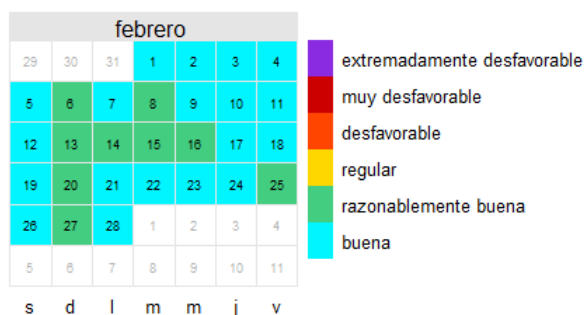 febrero
29 30 31 1 2 3 4
5 6 7 8 9 10 11
12 13 14 15 16 17 18
19 20 21 22 23 24 25
26 27 28 1 2 3 4
5 6 7 8 9 10 11
s d l m m j v
extremadamente desfavorable
muy desfavorable
desfavorable
regular
razonablemente buena
buena